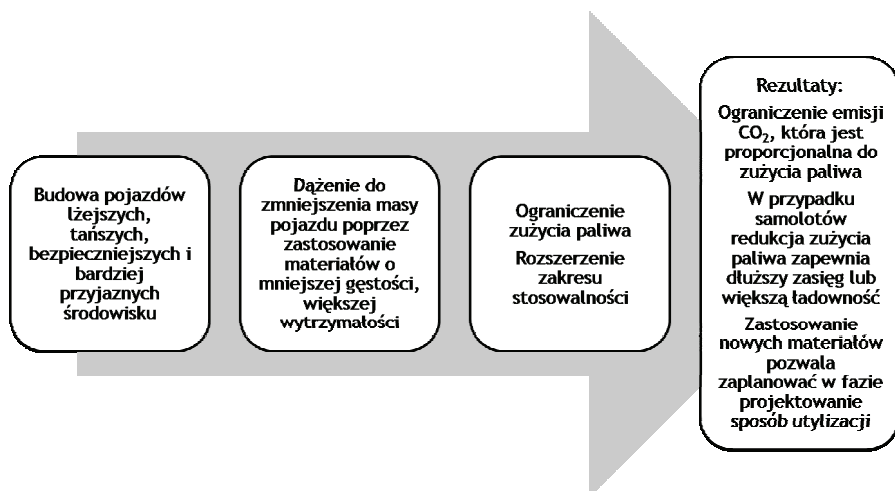 Budowa pojazdów
lżejszych,
tańszych,
bezpieczniejszych i
bardziej
przyjaznych
środowisku
Dążenie do
zmniejszenia masy
pojazdu poprzez
zastosowanie
materiałów o
mniejszej gęstości,
większej
wytrzymałości
Ograniczenie
zużycia paliwa
Rozszerzenie
zakresu
stosowalności
Rezultaty:
Ograniczenie emisji
CO₂, która jest
proporcjonalna do
zużycia paliwa
W przypadku
samolotów
redukcja zużycia
paliwa zapewnia
dłuższy zasięg lub
większą ładowność
Zastosowanie
nowych materiałów
pozwala
zaplanować w fazie
projektowanie
sposób utylizacji